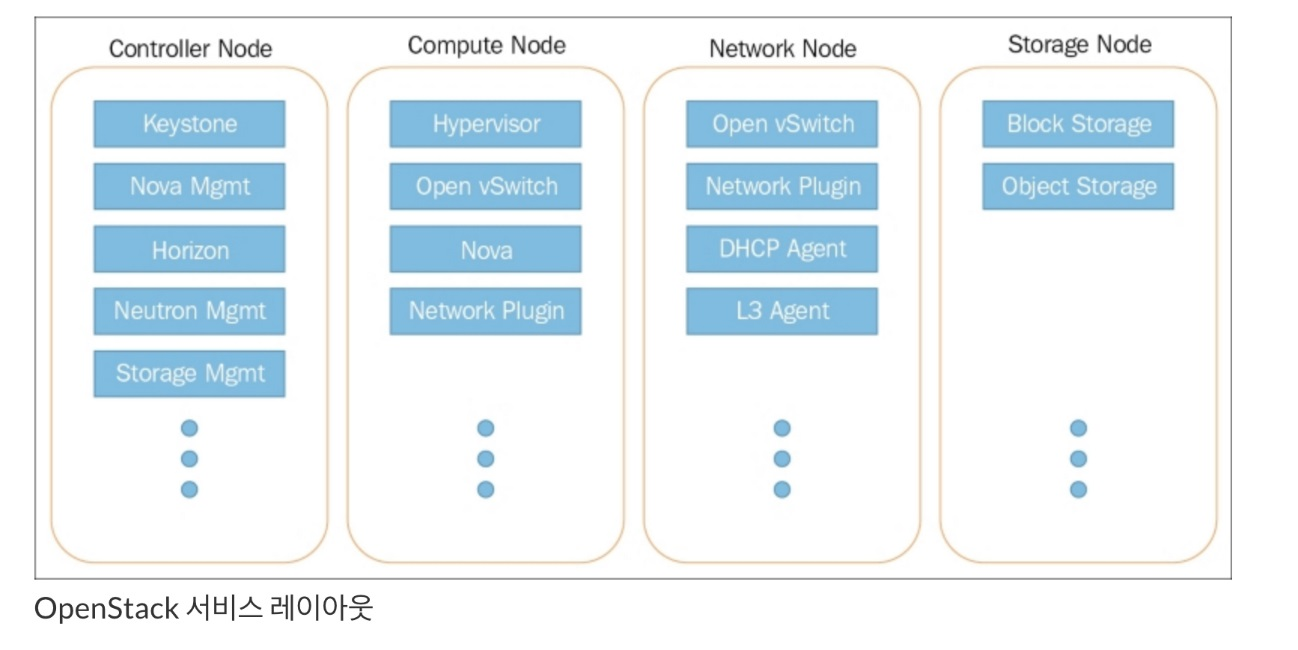 Controller Node
Keystone
Nova Mgmt
Horizon
Neutron Mgmt
Storage Mgmt
Compute Node
Hypervisor
Open vSwitch
Nova
Network Plugin
Network Node
Open vSwitch
Network Plugin
DHCP Agent
L3 Agent
Storage Node
Block Storage
Object Storage
OpenStack 서비스 레이아웃